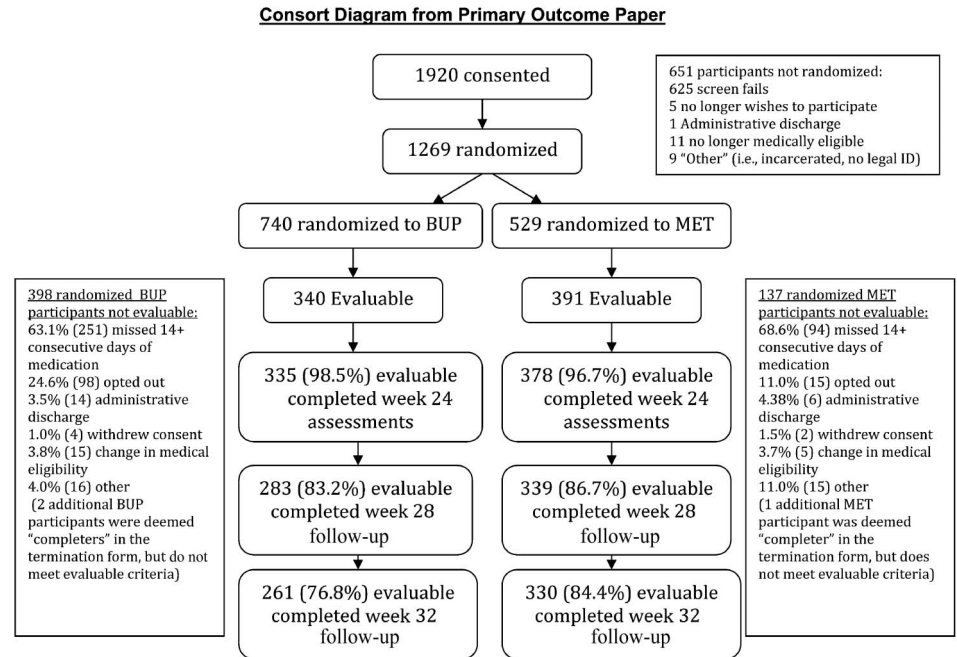 Consort Diagram from Primary Outcome Paper
1920 consented
651 participants not randomized:
625 screen fails
5 no longer wishes to participate
1 Administrative discharge
11 no longer medically eligible
9 “Other” (i.e., incarcerated, no legal ID)
1269 randomized
740 randomized to BUP
529 randomized to MET
398 randomized BUP
participants not evaluable:
63.1% (251) missed 14+
consecutive days of
medication
24.6% (98) opted out
3.5% (14) administrative
discharge
1.0% (4) withdrew consent
3.8% (15) change in medical
eligibility
4.0% (16) other
(2 additional BUP
participants were deemed
“completers” in the
termination form, but do not
meet evaluable criteria)
340 Evaluable
391 Evaluable
335 (98.5%) evaluable
completed week 24
assessments
378 (96.7%) evaluable
completed week 24
assessments
283 (83.2%) evaluable
completed week 28
follow-up
339 (86.7%) evaluable
completed week 28
follow-up
261 (76.8%) evaluable
completed week 32
follow-up
330 (84.4%) evaluable
completed week 32
follow-up
137 randomized MET
participants not evaluable:
68.6% (94) missed 14+
consecutive days of
medication
11.0% (15) opted out
4.38% (6) administrative
discharge
1.5% (2) withdrew consent
3.7% (5) change in medical
eligibility
11.0% (15) other
(1 additional MET
participant was deemed
“completer” in the
termination form, but does
not meet evaluable criteria)